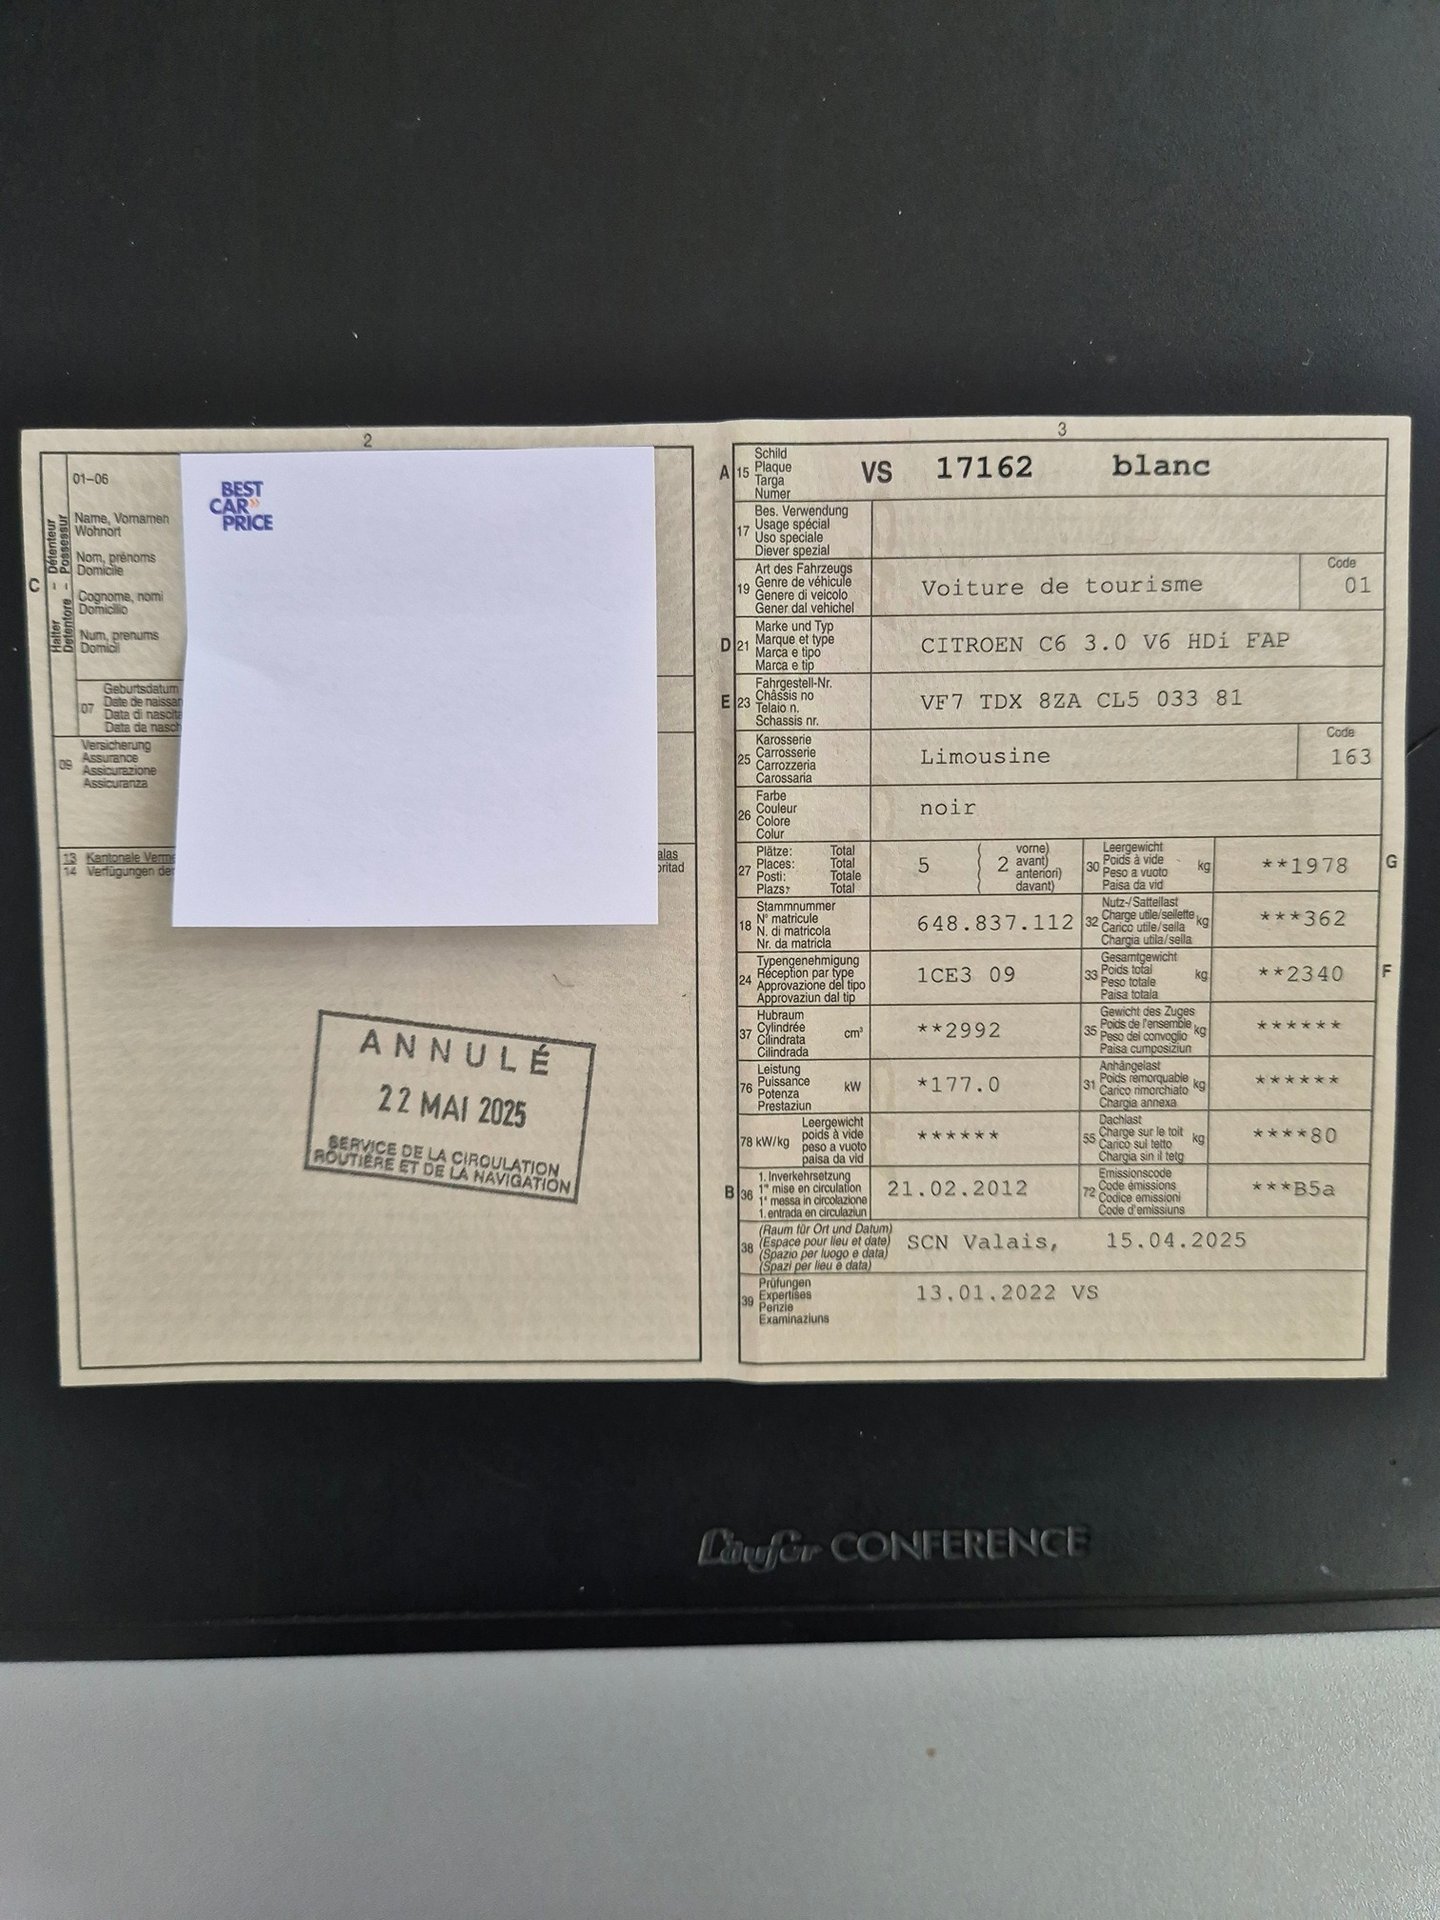 2
01–06
Name, Vornamen
Wohnort
Nom, prénoms
Domicile
Cognome, nomi
Domicilio
Num, prenums
Domicil
C
Halter – Détenteur
Detentore – Possessur
07
Geburtsdatum
Date de naissan
Data di nascita
Data da nasch
09
Versicherung
Assurance
Assicurazione
Assicuranza
13 Kantonale Verme
14 Verfügungen der
alas
oritad
BEST
CAR»
PRICE
ANNULÉ
22 MAI 2025
SERVICE DE LA CIRCULATION
ROUTIÈRE ET DE LA NAVIGATION
3
A 15
Schild
Plaque
Targa
Numer
VS 17162 blanc
17
Bes. Verwendung
Usage spécial
Uso speciale
Diever spezial
19
Art des Fahrzeugs
Genre de véhicule
Genere di veicolo
Gener dal vehichel
Voiture de tourisme
Code
01
D 21
Marke und Typ
Marque et type
Marca e tipo
Marca e tip
CITROEN C6 3.0 V6 HDi FAP
E 23
Fahrgestell-Nr.
Châssis no
Telaio n.
Schassis nr.
VF7 TDX 8ZA CL5 033 81
25
Karosserie
Carrosserie
Carrozzeria
Carossaria
Limousine
Code
163
26
Farbe
Couleur
Colore
Colur
noir
27
Plätze: Total
Places: Total
Posti: Totale
Plazs: Total
5 ( 2
vorne)
avant)
anteriori)
davant)
30
Leergewicht
Poids à vide
Peso a vuoto
Paisa da vid
kg
**1978
G
18
Stammnummer
N° matricule
N. di matricola
Nr. da matricla
648.837.112
32
Nutz-/Sattellast
Charge utile/sellette
Carico utile/sella
Chargia utila/sella
kg
***362
24
Typengenehmigung
Réception par type
Approvazione del tipo
Approvaziun dal tip
1CE3 09
33
Gesamtgewicht
Poids total
Peso totale
Paisa totala
kg
**2340
F
37
Hubraum
Cylindrée
Cilindrata
Cilindrada
cm³
**2992
35
Gewicht des Zuges
Poids de l'ensemble
Peso del convoglio
Paisa cumposiziun
kg
******
76
Leistung
Puissance
Potenza
Prestaziun
kW
*177.0
31
Anhängelast
Poids remorquable
Carico rimorchiato
Chargia annexa
kg
******
78 kW/kg
Leergewicht
poids à vide
peso a vuoto
paisa da vid
******
55
Dachlast
Charge sur le toit
Carico sul tetto
Chargia sin il tetg
kg
****80
B 36
1. Inverkehrsetzung
1re mise en circulation
1a messa in circolazione
1. entrada en circulaziun
21.02.2012
72
Emissionscode
Code émissions
Codice emissioni
Code d'emissiuns
***B5a
38
(Raum für Ort und Datum)
(Espace pour lieu et date)
(Spazio per luogo e data)
(Spazi per lieu e data)
SCN Valais, 15.04.2025
39
Prüfungen
Expertises
Perizie
Examinaziuns
13.01.2022 VS
Läufer CONFERENCE